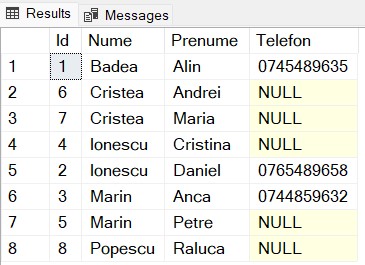 Results Messages
Id Nume Prenume Telefon
1 1 Badea Alin 0745489635
2 6 Cristea Andrei NULL
3 7 Cristea Maria NULL
4 4 Ionescu Cristina NULL
5 2 Ionescu Daniel 0765489658
6 3 Marin Anca 0744859632
7 5 Marin Petre NULL
8 8 Popescu Raluca NULL